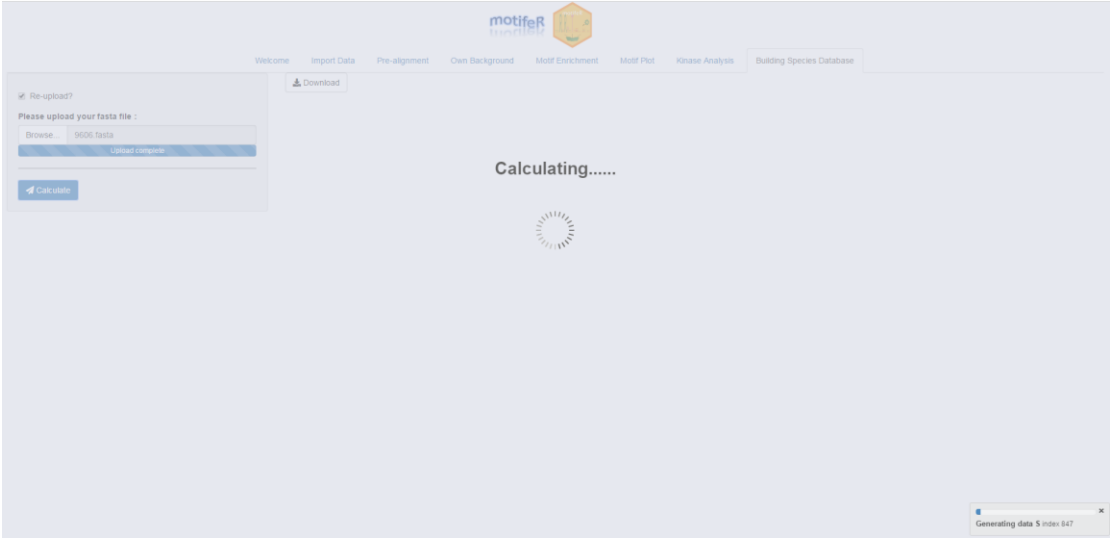 motifeR
Welcome Import Data Pre-alignment Own Background Motif Enrichment Motif Plot Kinase Analysis Building Species Database
Re-upload?
Download
Please upload your fasta file :
Browse... 9606.fasta
Upload complete
Calculating......
Calculate
Generating data S index 847